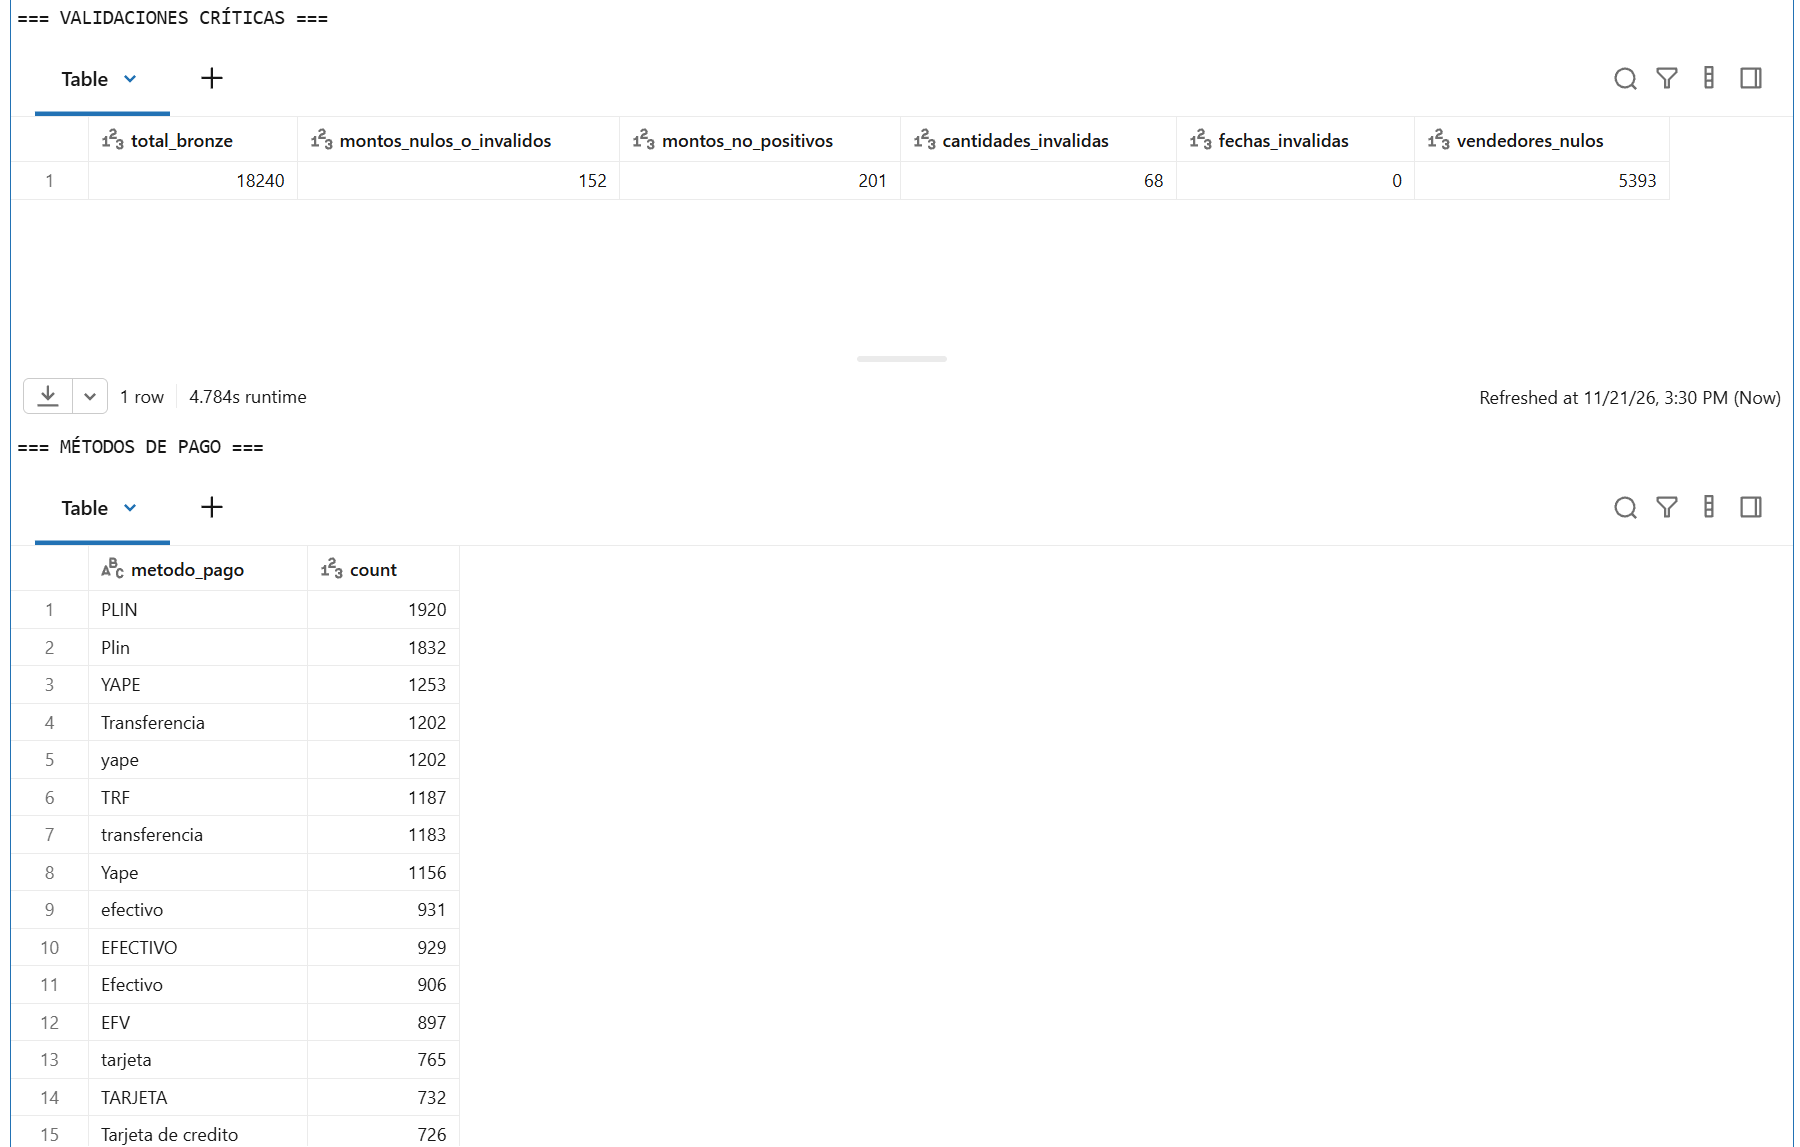 === VALIDACIONES CRÍTICAS ===
Table
total_bronze montos_nulos_o_invalidos montos_no_positivos cantidades_invalidas fechas_invalidas vendedores_nulos
1 18240 152 201 68 0 5393
1 row 4.784s runtime Refreshed at 11/21/26, 3:30 PM (Now)
=== MÉTODOS DE PAGO ===
Table
metodo_pago count
1 PLIN 1920
2 Plin 1832
3 YAPE 1253
4 Transferencia 1202
5 yape 1202
6 TRF 1187
7 transferencia 1183
8 Yape 1156
9 efectivo 931
10 EFECTIVO 929
11 Efectivo 906
12 EFV 897
13 tarjeta 765
14 TARJETA 732
15 Tarjeta de credito 726